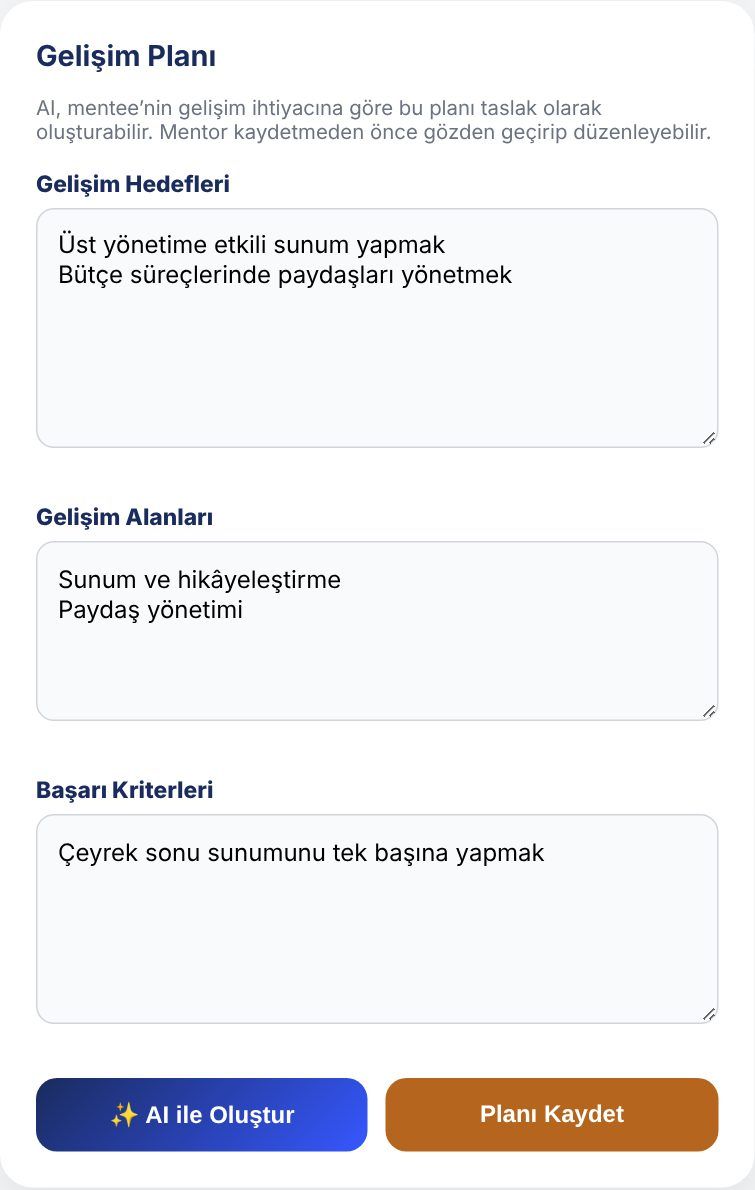 Gelişim Planı
AI, mentee’nin gelişim ihtiyacına göre bu planı taslak olarak
oluşturabilir. Mentor kaydetmeden önce gözden geçirip düzenleyebilir.
Gelişim Hedefleri
Üst yönetime etkili sunum yapmak
Bütçe süreçlerinde paydaşları yönetmek
Gelişim Alanları
Sunum ve hikâyeleştirme
Paydaş yönetimi
Başarı Kriterleri
Çeyrek sonu sunumunu tek başına yapmak
✨ AI ile Oluştur
Planı Kaydet